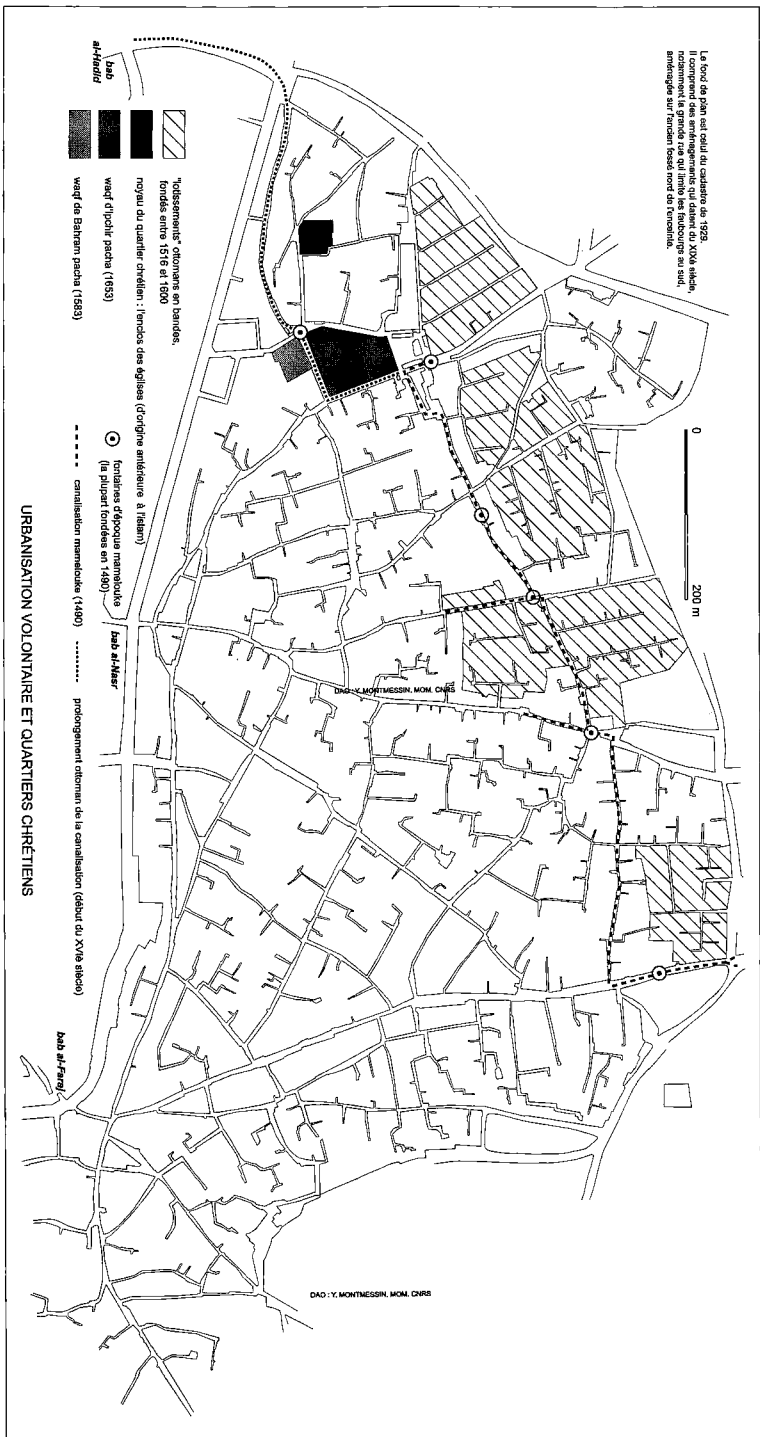 Le fond de plan est celui du cadastre de 1929.
Il comprend des aménagements qui datent du XIXè siècle,
notamment la grande rue qui limite les faubourgs au sud,
aménagée sur l'ancien fossé nord de l'enceinte.
0 200 m
DAO : Y. MONTMESSIN, MOM, CNRS
DAO : Y. MONTMESSIN, MOM, CNRS
bab
al-Hadid
bab al-Nasr
bab al-Faraj
"lotissements" ottomans en bandes,
fondés entre 1516 et 1600
noyau du quartier chrétien : l'enclos des églises (d'origine antérieure à l'islam)
waqf d'Ipchir pacha (1653)
waqf de Bahram pacha (1583)
fontaines d'époque mamelouke
(la plupart fondées en 1490)
canalisation mamelouke (1490)
prolongement ottoman de la canalisation (début du XVIè siècle)
URBANISATION VOLONTAIRE ET QUARTIERS CHRÉTIENS